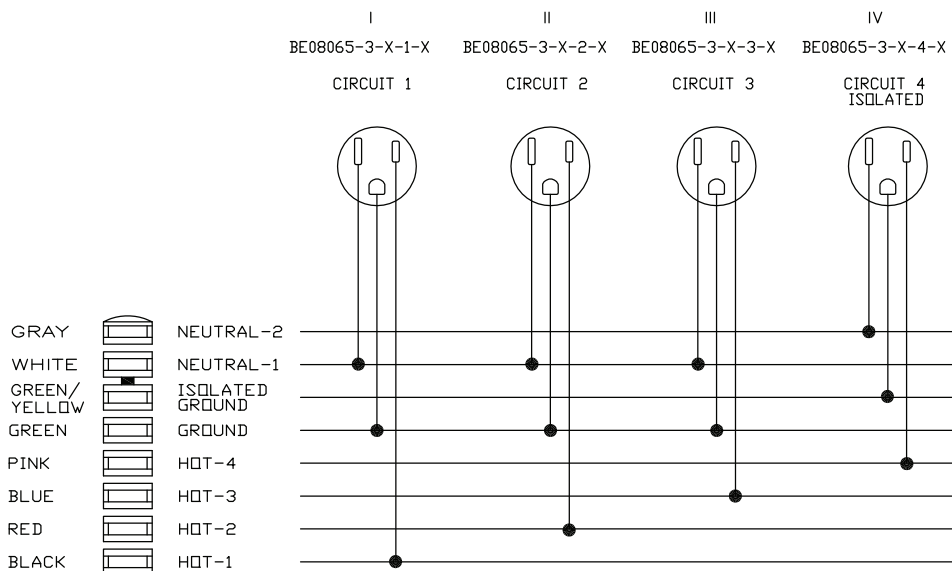 I II III IV
BE08065-3-X-1-X BE08065-3-X-2-X BE08065-3-X-3-X BE08065-3-X-4-X
CIRCUIT 1 CIRCUIT 2 CIRCUIT 3 CIRCUIT 4
ISOLATED
GRAY NEUTRAL-2
WHITE NEUTRAL-1
GREEN/ ISOLATED
YELLOW GROUND
GREEN GROUND
PINK HOT-4
BLUE HOT-3
RED HOT-2
BLACK HOT-1